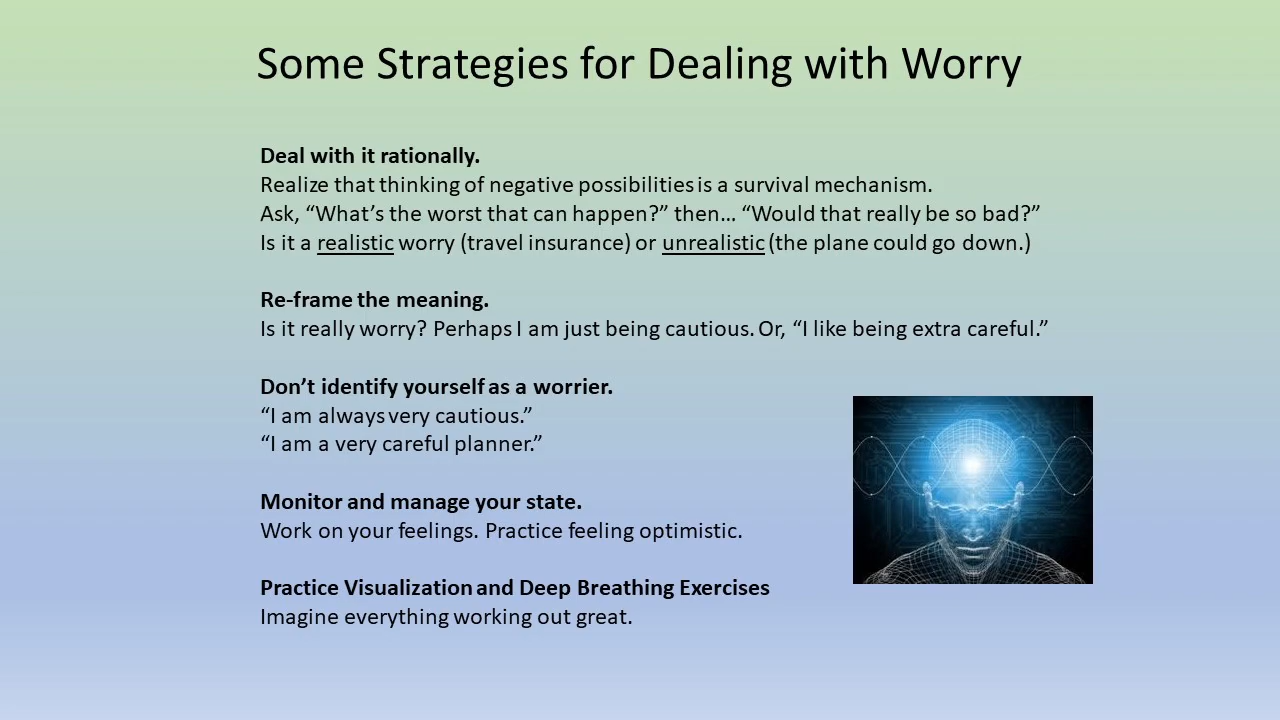 Some Strategies for Dealing with Worry
Deal with it rationally.
Realize that thinking of negative possibilities is a survival mechanism.
Ask, “What’s the worst that can happen?” then… “Would that really be so bad?”
Is it a realistic worry (travel insurance) or unrealistic (the plane could go down.)
Re-frame the meaning.
Is it really worry? Perhaps I am just being cautious. Or, “I like being extra careful.”
Don’t identify yourself as a worrier.
“I am always very cautious.”
“I am a very careful planner.”
Monitor and manage your state.
Work on your feelings. Practice feeling optimistic.
Practice Visualization and Deep Breathing Exercises
Imagine everything working out great.